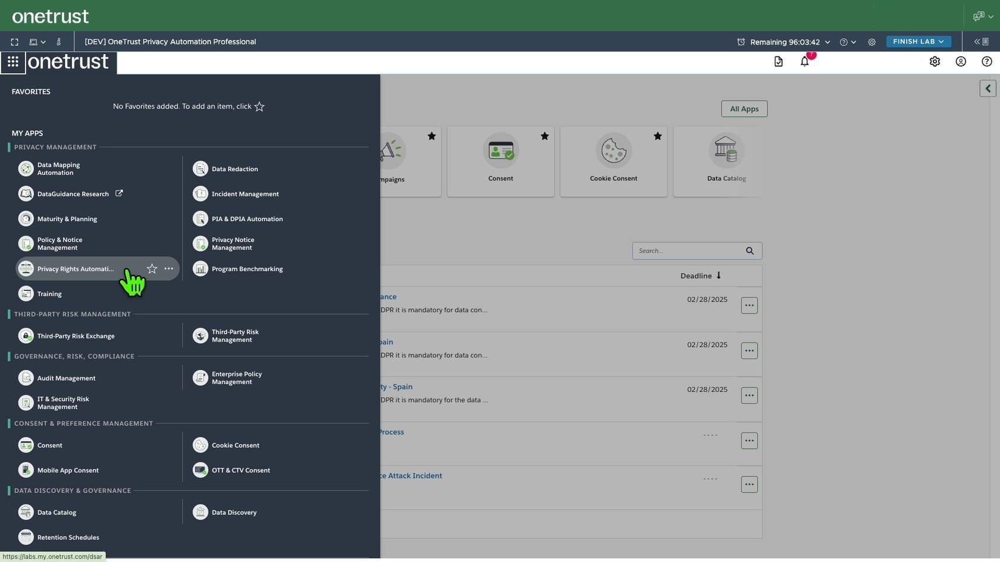 onetrust
[DEV] OneTrust Privacy Automation Professional
Remaining 96:03:42
FINISH LAB
onetrust
7
FAVORITES
No Favorites added. To add an item, click
MY APPS
PRIVACY MANAGEMENT
Data Mapping
Automation
Data Redaction
DataGuidance Research
Incident Management
Maturity & Planning
PIA & DPIA Automation
Policy & Notice
Management
Privacy Notice
Management
Privacy Rights Automati...
Program Benchmarking
Training
THIRD-PARTY RISK MANAGEMENT
Third-Party Risk Exchange
Third-Party Risk
Management
GOVERNANCE, RISK, COMPLIANCE
Audit Management
Enterprise Policy
Management
IT & Security Risk
Management
CONSENT & PREFERENCE MANAGEMENT
Consent
Cookie Consent
Mobile App Consent
OTT & CTV Consent
DATA DISCOVERY & GOVERNANCE
Data Catalog
Data Discovery
Retention Schedules
https://labs.my.onetrust.com/dsar
All Apps
mpaigns
Consent
Cookie Consent
Data Catalog
Search...
Deadline
ance
DPR it is mandatory for data con...
02/28/2025
pain
DPR it is mandatory for data con...
02/28/2025
ty - Spain
DPR it is mandatory for the data ...
02/28/2025
Process
- - - -
ce Attack Incident
- - - -